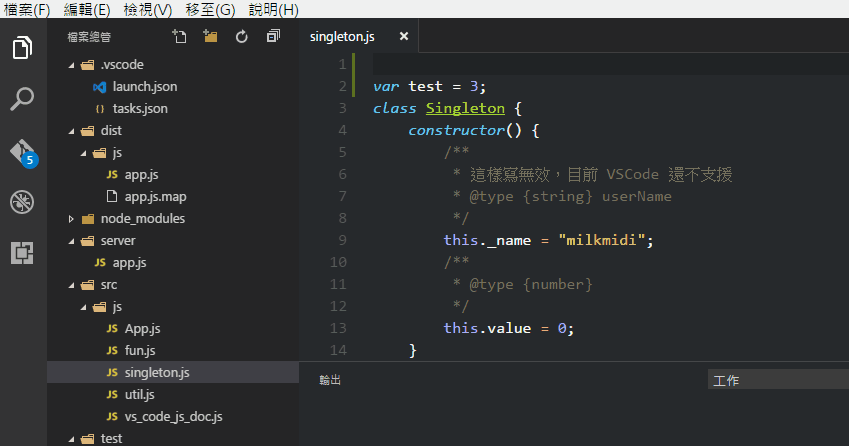 檔案(F) 編輯(E) 檢視(V) 移至(G) 說明(H)
檔案總管
.vscode
launch.json
tasks.json
dist
js
app.js
app.js.map
node_modules
server
app.js
src
js
App.js
fun.js
singleton.js
util.js
vs_code_js_doc.js
test
5
singleton.js
1
2 var test = 3;
3 class Singleton {
4 constructor() {
5 /**
6 * 這樣寫無效，目前 VSCode 還不支援
7 * @type {string} userName
8 */
9 this._name = "milkmidi";
10 /**
11 * @type {number}
12 */
13 this.value = 0;
14 }
輸出
工作